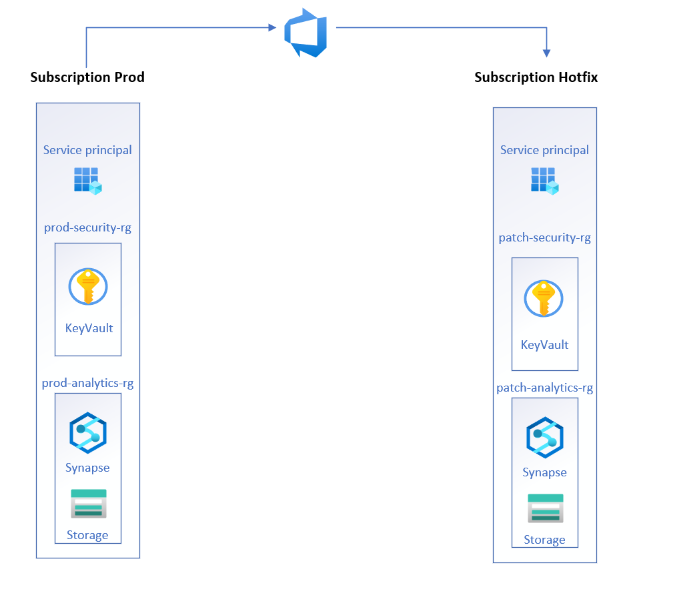 Subscription Prod
Service principal
prod-security-rg
KeyVault
prod-analytics-rg
Synapse
Storage
Subscription Hotfix
Service principal
patch-security-rg
KeyVault
patch-analytics-rg
Synapse
Storage